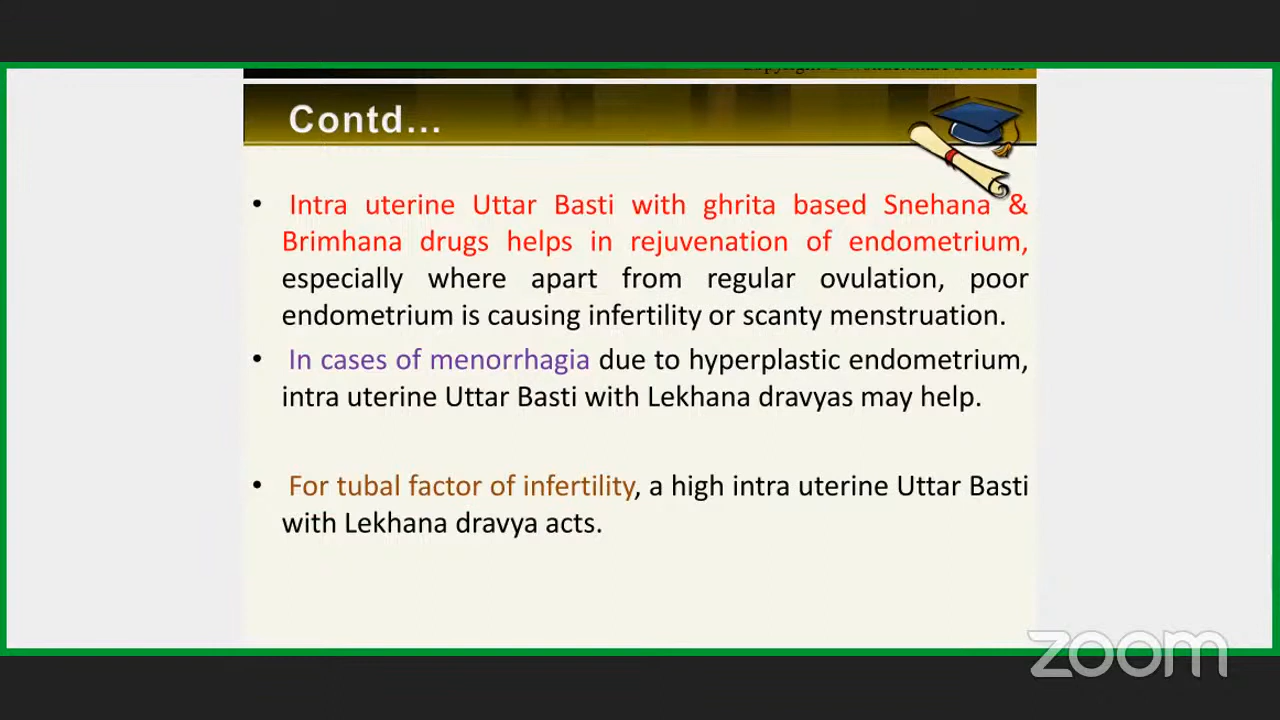 Contd...
• Intra uterine Uttar Basti with ghrita based Snehana &
Brimhana drugs helps in rejuvenation of endometrium,
especially where apart from regular ovulation, poor
endometrium is causing infertility or scanty menstruation.
• In cases of menorrhagia due to hyperplastic endometrium,
intra uterine Uttar Basti with Lekhana dravyas may help.
• For tubal factor of infertility, a high intra uterine Uttar Basti
with Lekhana dravya acts.
zoom